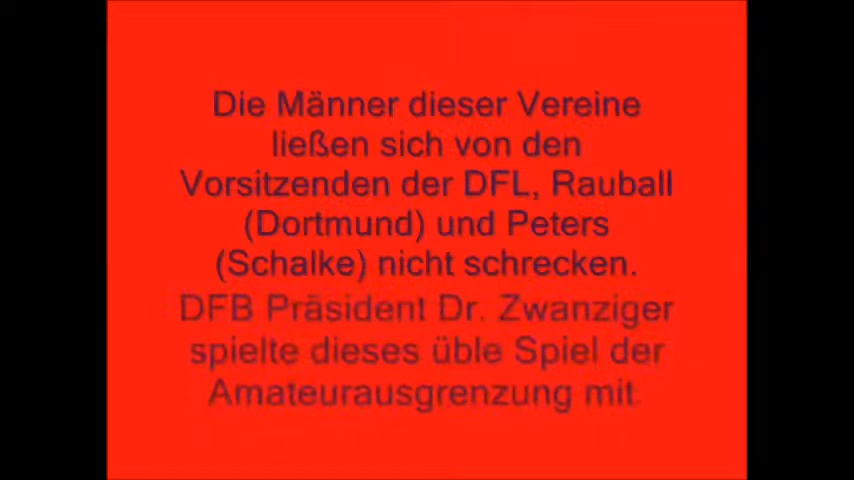 Die Männer dieser Vereine
ließen sich von den
Vorsitzenden der DFL, Rauball
(Dortmund) und Peters
(Schalke) nicht schrecken.
DFB Präsident Dr. Zwanziger
spielte dieses üble Spiel der
Amateurausgrenzung mit